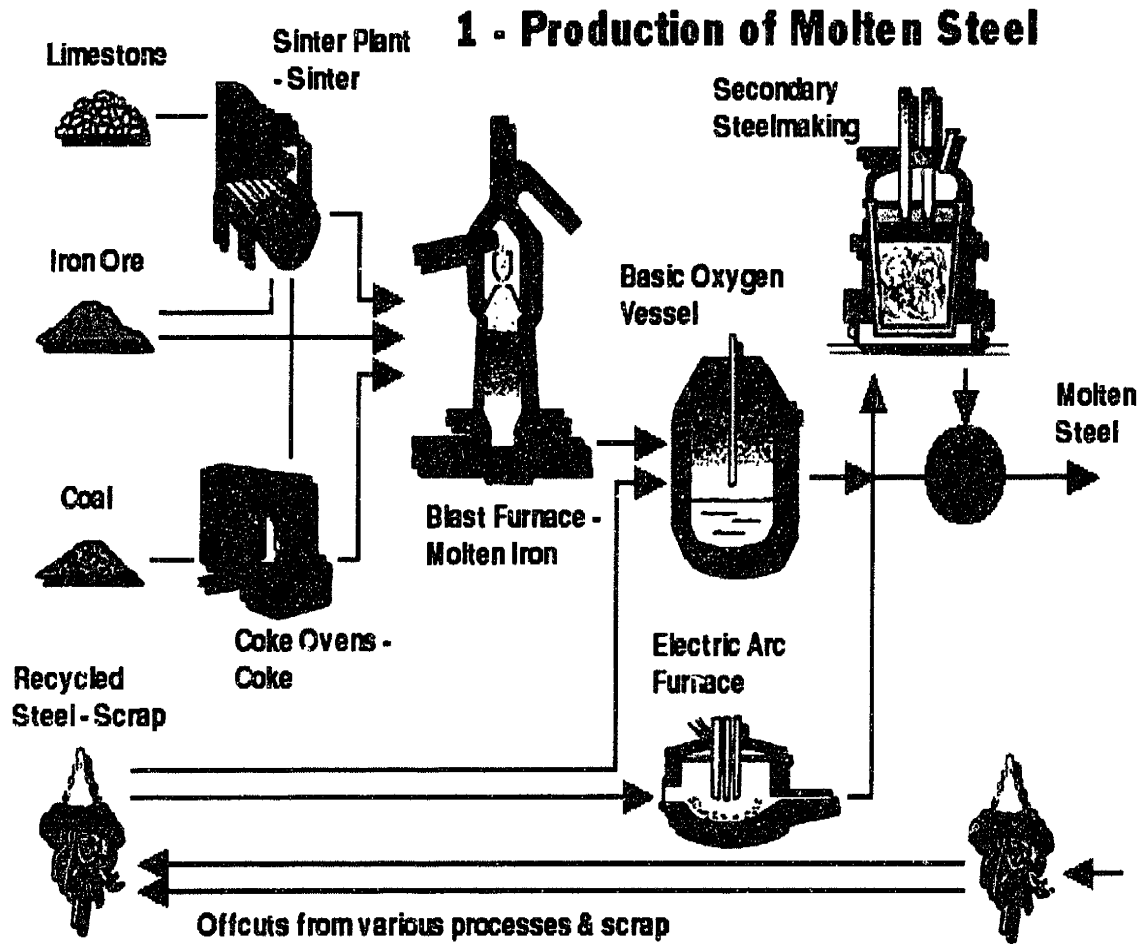 1 - Production of Molten Steel
Limestone
Sinter Plant
- Sinter
Secondary
Steelmaking
Iron Ore
Basic Oxygen
Vessel
Molten
Steel
Coal
Blast Furnace -
Molten Iron
Coke Ovens -
Coke
Electric Arc
Furnace
Recycled
Steel - Scrap
Offcuts from various processes & scrap